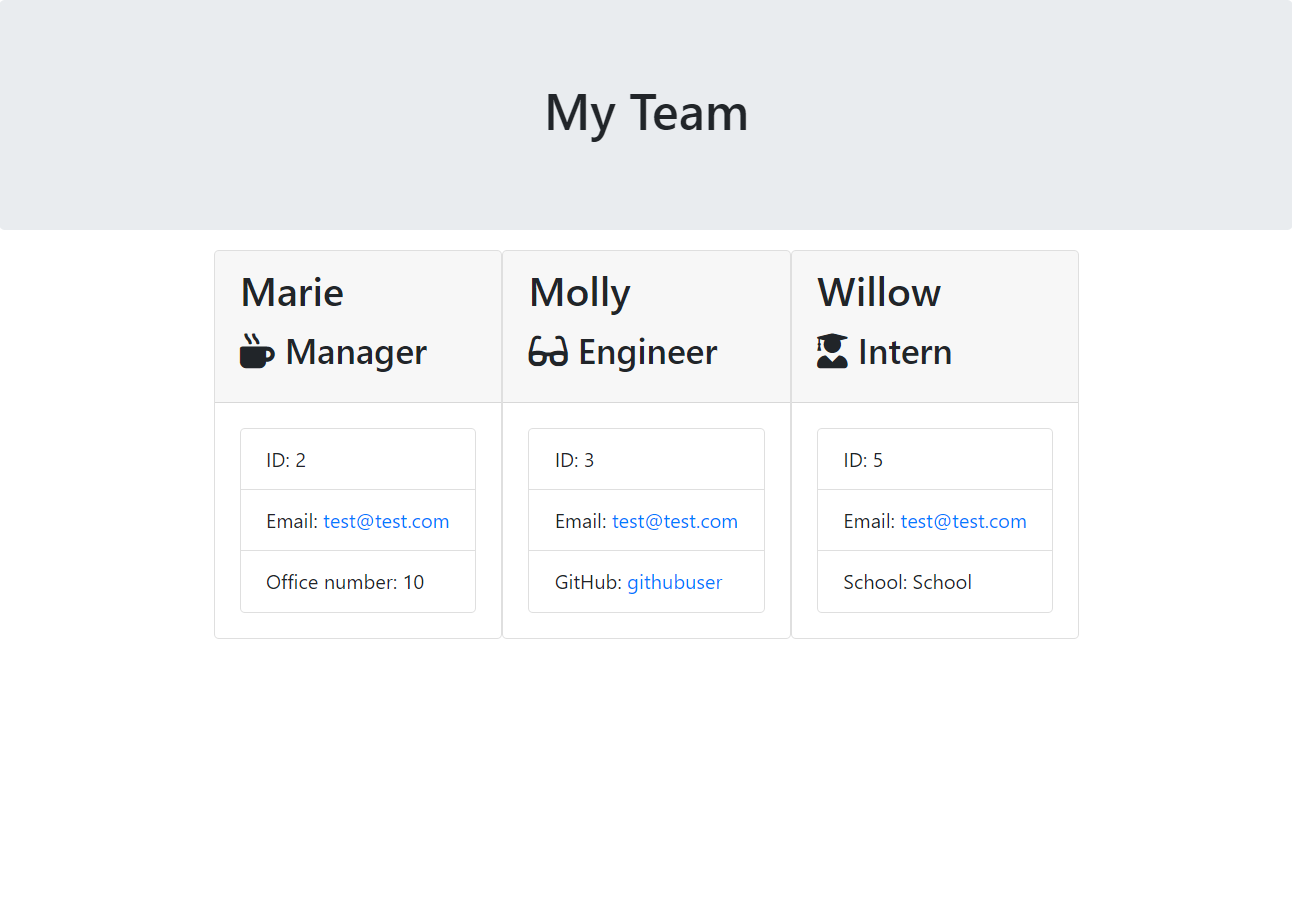 My Team
Marie
Manager
ID: 2
Email: test@test.com
Office number: 10
Molly
Engineer
ID: 3
Email: test@test.com
GitHub: githubuser
Willow
Intern
ID: 5
Email: test@test.com
School: School